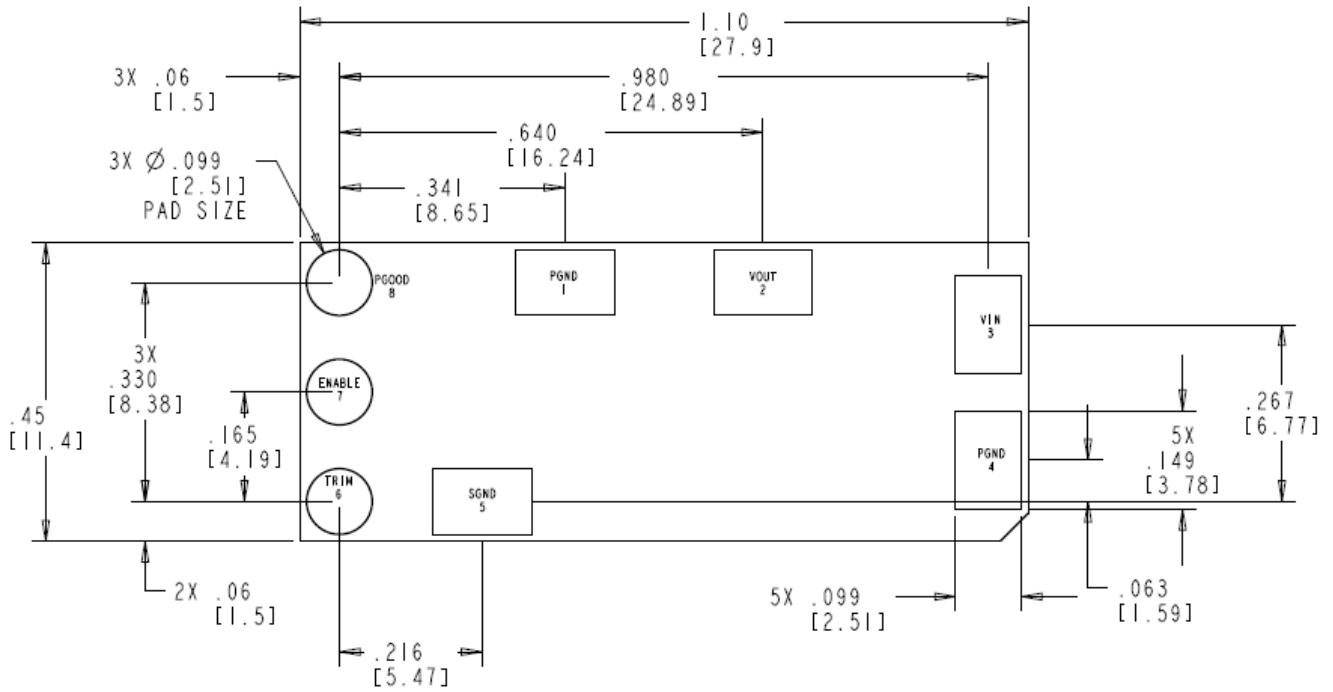 1.10
[27.9]
3X .06
[1.5]
.980
[24.89]
.640
[16.24]
3X Ø.099
[2.51]
PAD SIZE
.341
[8.65]
PGOOD
8
PGND
1
VOUT
2
VIN
3
3X
.330
[8.38]
ENABLE
7
.45
[11.4]
.165
[4.19]
.267
[6.77]
5X
.149
[3.78]
PGND
4
TRIM
6
SGND
5
2X .06
[1.5]
5X .099
[2.51]
.063
[1.59]
.216
[5.47]